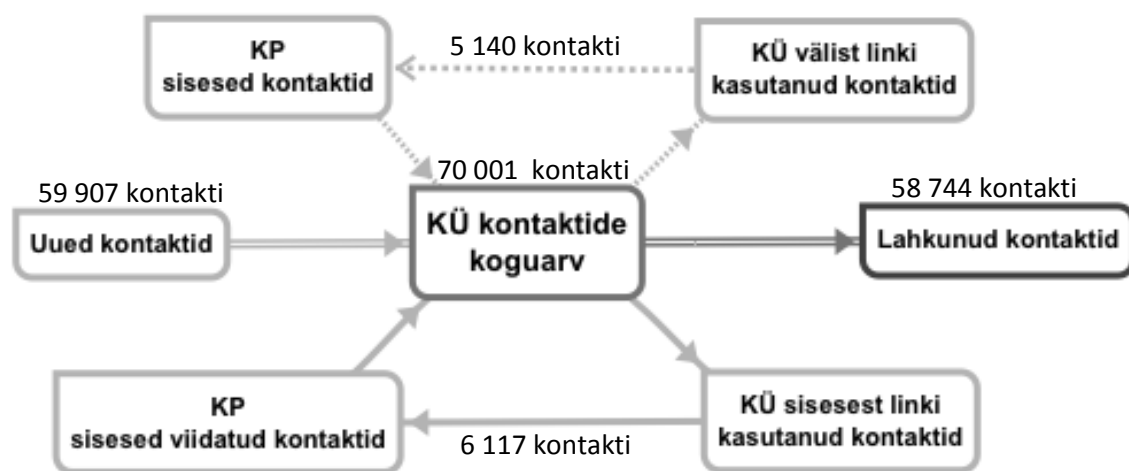 KP
sisesed kontaktid
5 140 kontakti
KÜ välist linki
kasutanud kontaktid
59 907 kontakti
Uued kontaktid
70 001 kontakti
KÜ kontaktide
koguarv
58 744 kontakti
Lahkunud kontaktid
KP
sisesed viidatud kontaktid
6 117 kontakti
KÜ sisesest linki
kasutanud kontaktid